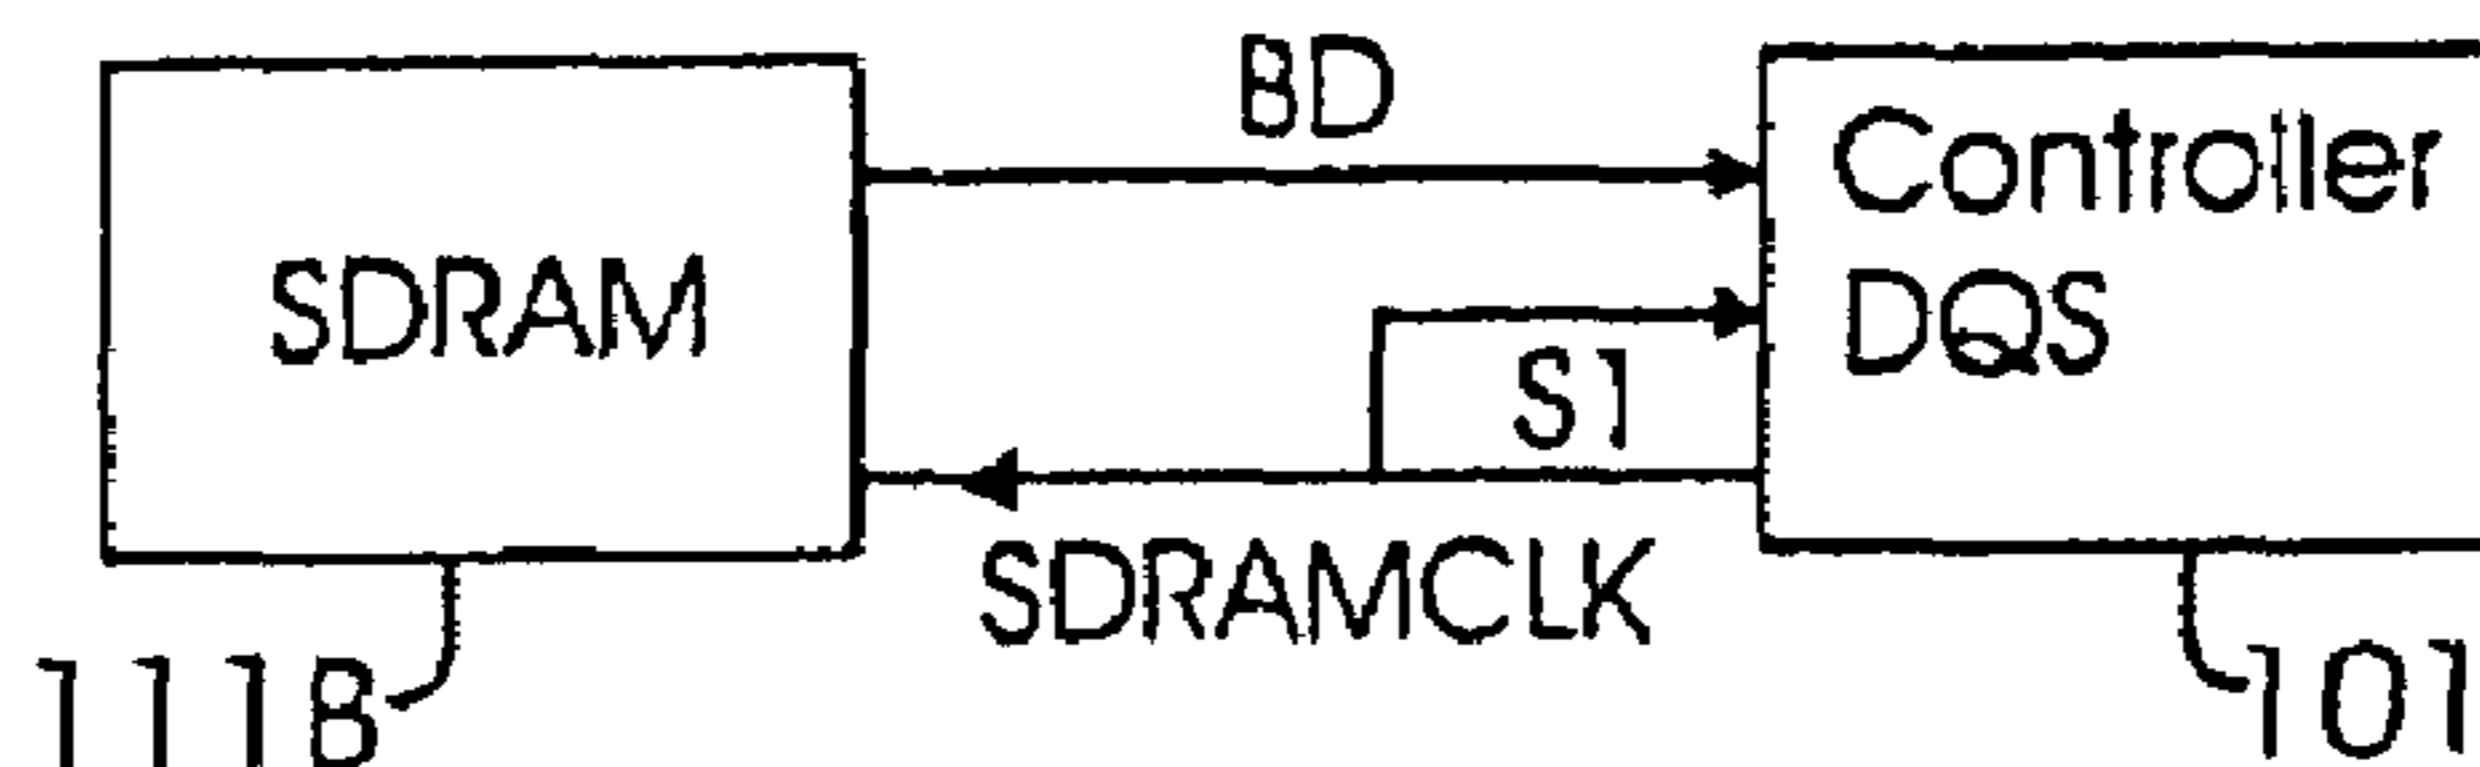 BD
Controller
SDRAM
DQS
S1
SDRAMCLK
111B
101